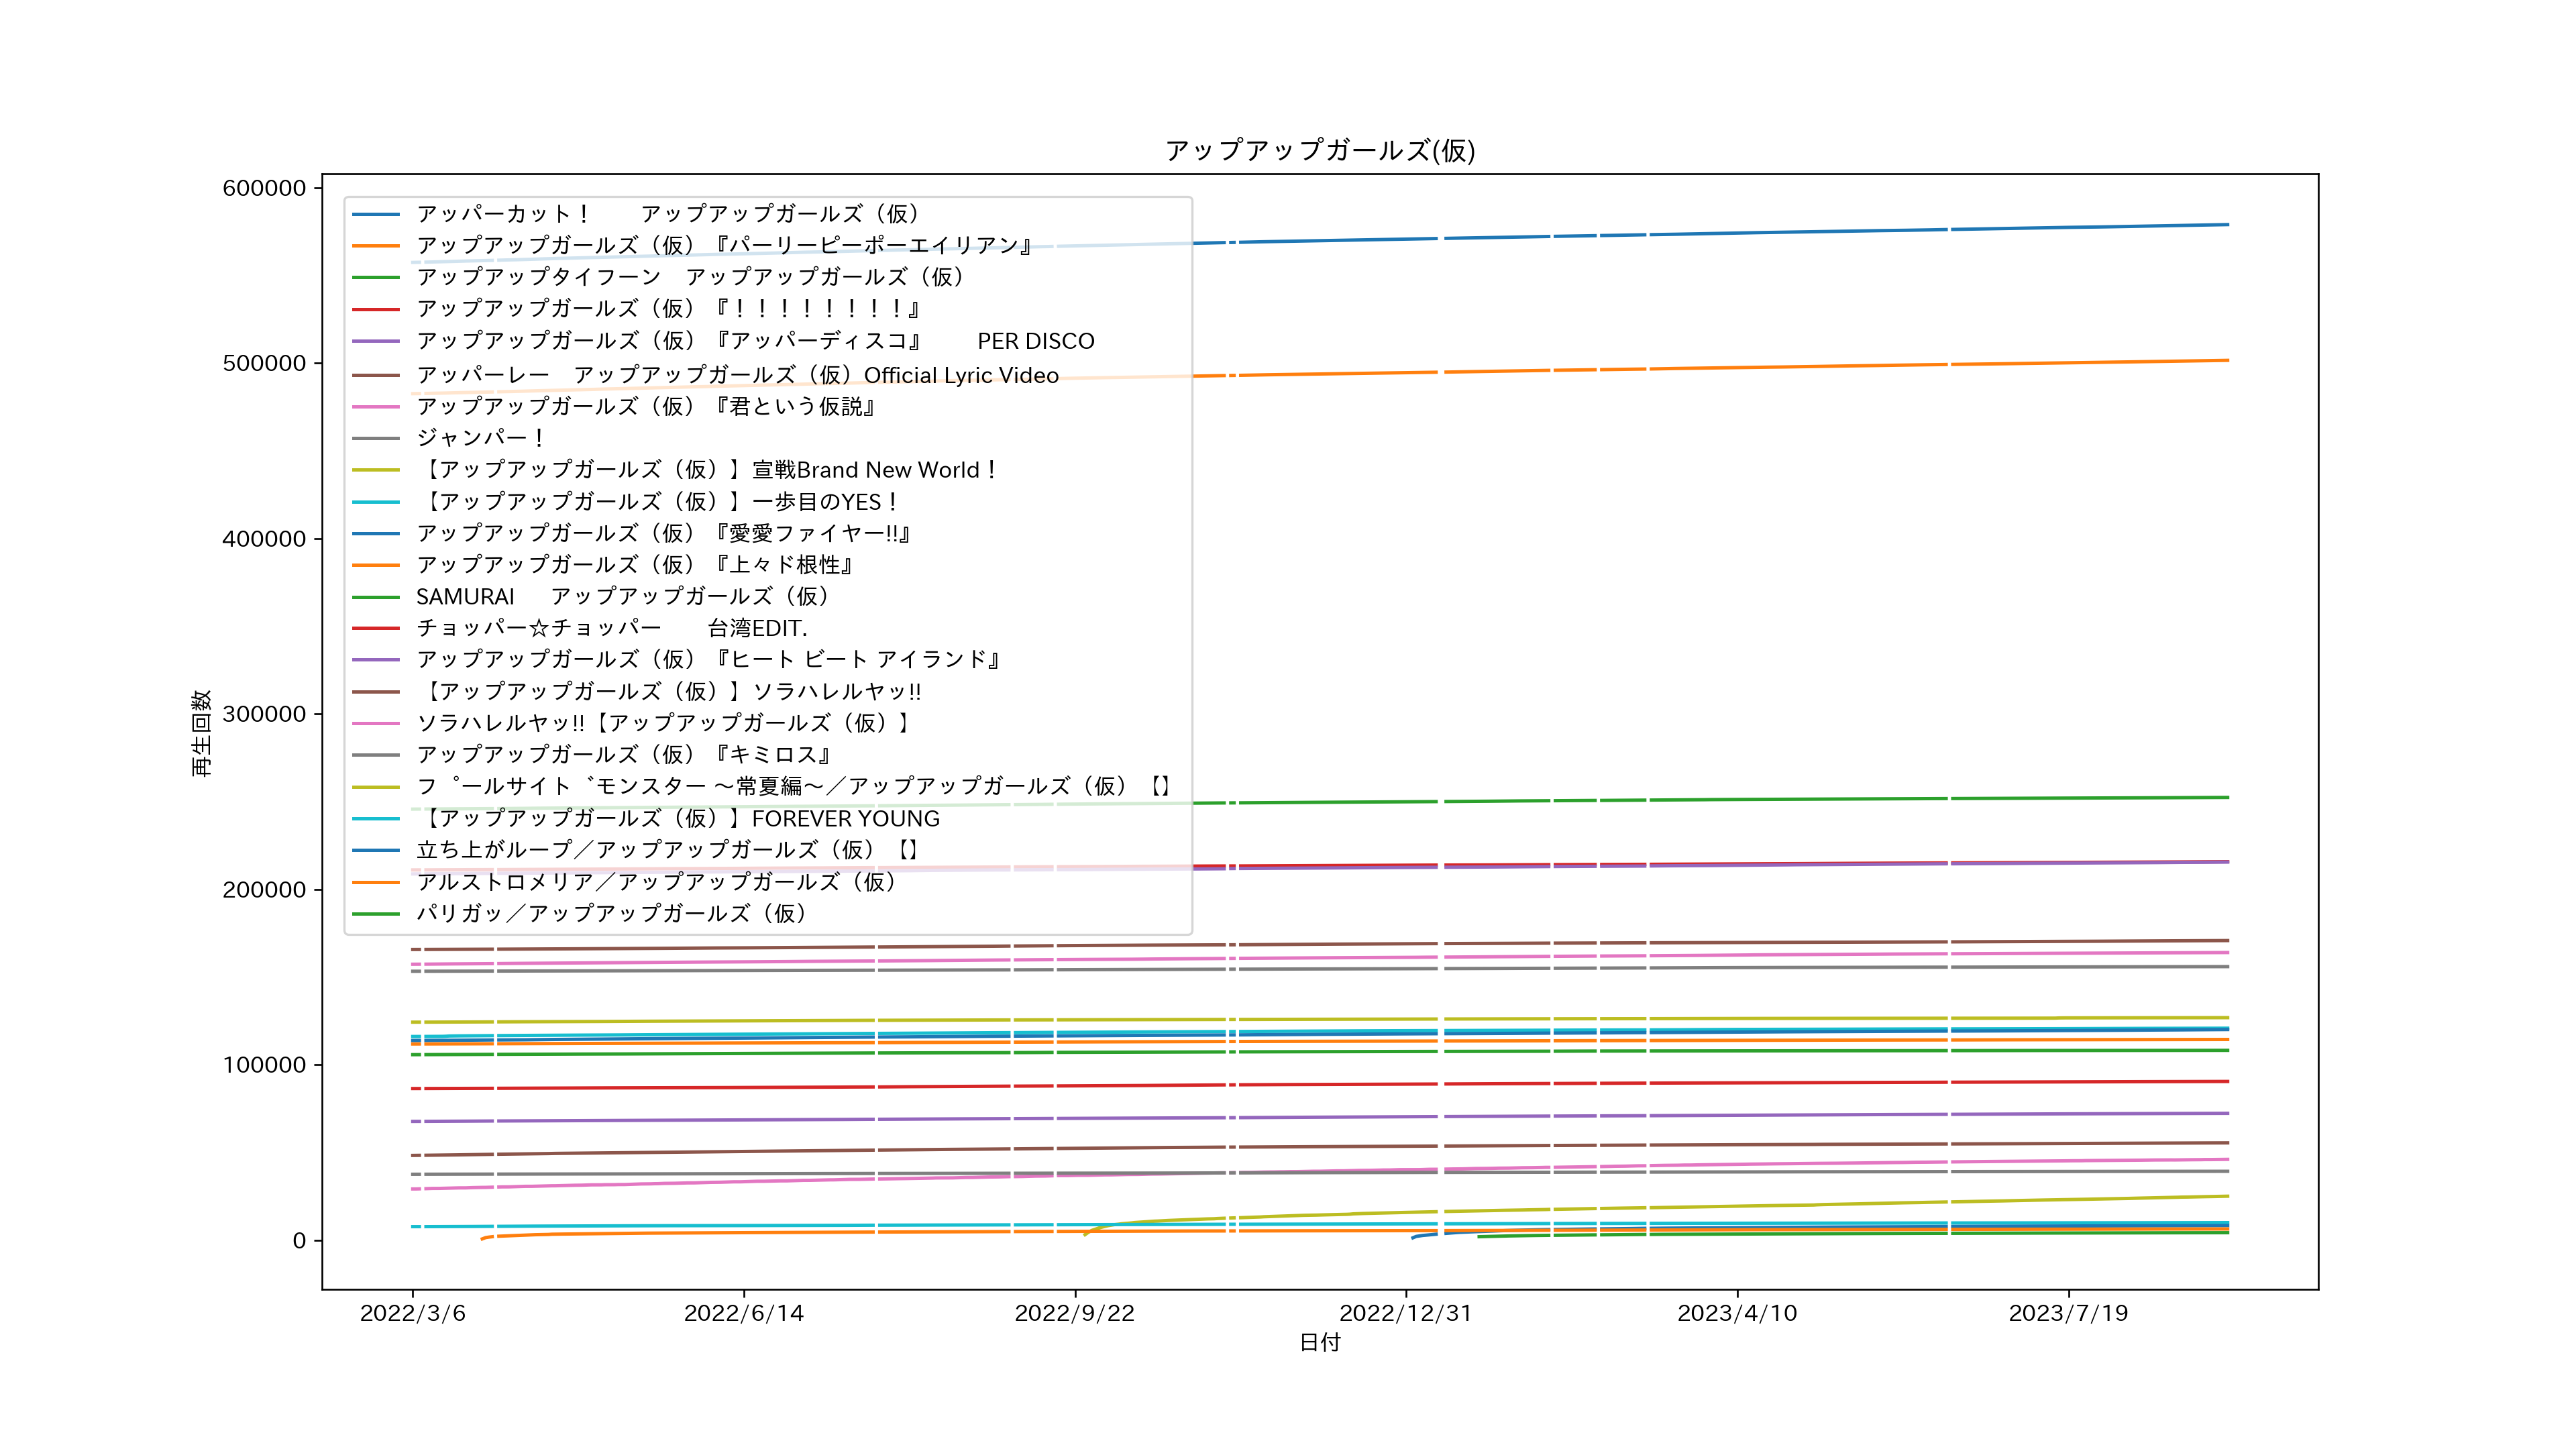 アップアップガールズ(仮)
600000
500000
400000
300000
200000
100000
0
再生回数
アッパーカット！　　アップアップガールズ（仮）
アップアップガールズ（仮）『パーリーピーポーエイリアン』
アップアップタイフーン　アップアップガールズ（仮）
アップアップガールズ（仮）『！！！！！！！！』
アップアップガールズ（仮）『アッパーディスコ』　　PER DISCO
アッパーレー　アップアップガールズ（仮）Official Lyric Video
アップアップガールズ（仮）『君という仮説』
ジャンパー！
【アップアップガールズ（仮）】宣戦Brand New World！
【アップアップガールズ（仮）】一歩目のYES！
アップアップガールズ（仮）『愛愛ファイヤー!!』
アップアップガールズ（仮）『上々ド根性』
SAMURAI　 アップアップガールズ（仮）
チョッパー☆チョッパー　　台湾EDIT.
アップアップガールズ（仮）『ヒート ビート アイランド』
【アップアップガールズ（仮）】ソラハレルヤッ!!
ソラハレルヤッ!!【アップアップガールズ（仮）】
アップアップガールズ（仮）『キミロス』
フ゜ールサイト゛モンスター ～常夏編～／アップアップガールズ（仮）【】
【アップアップガールズ（仮）】FOREVER YOUNG
立ち上がループ／アップアップガールズ（仮）【】
アルストロメリア／アップアップガールズ（仮）
パリガッ／アップアップガールズ（仮）
2022/3/6 2022/6/14 2022/9/22 2022/12/31 2023/4/10 2023/7/19
日付